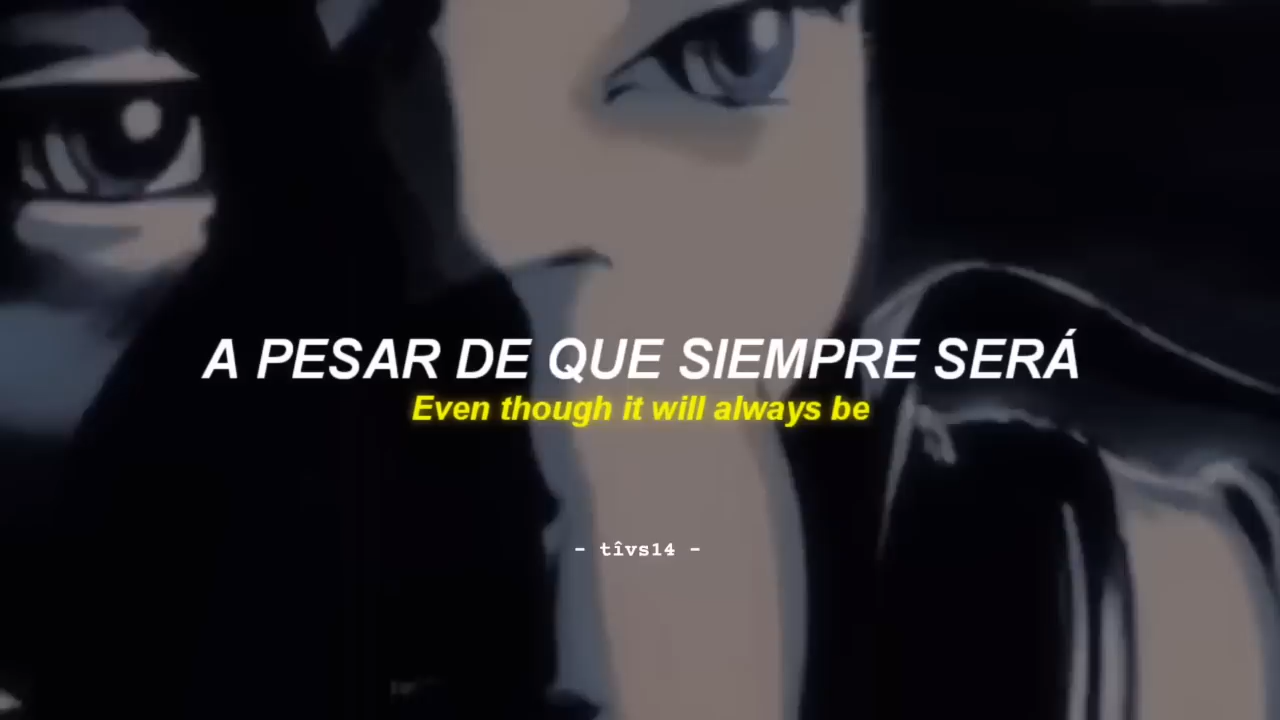 A PESAR DE QUE SIEMPRE SERÁ
Even though it will always be
- tîvs14 -